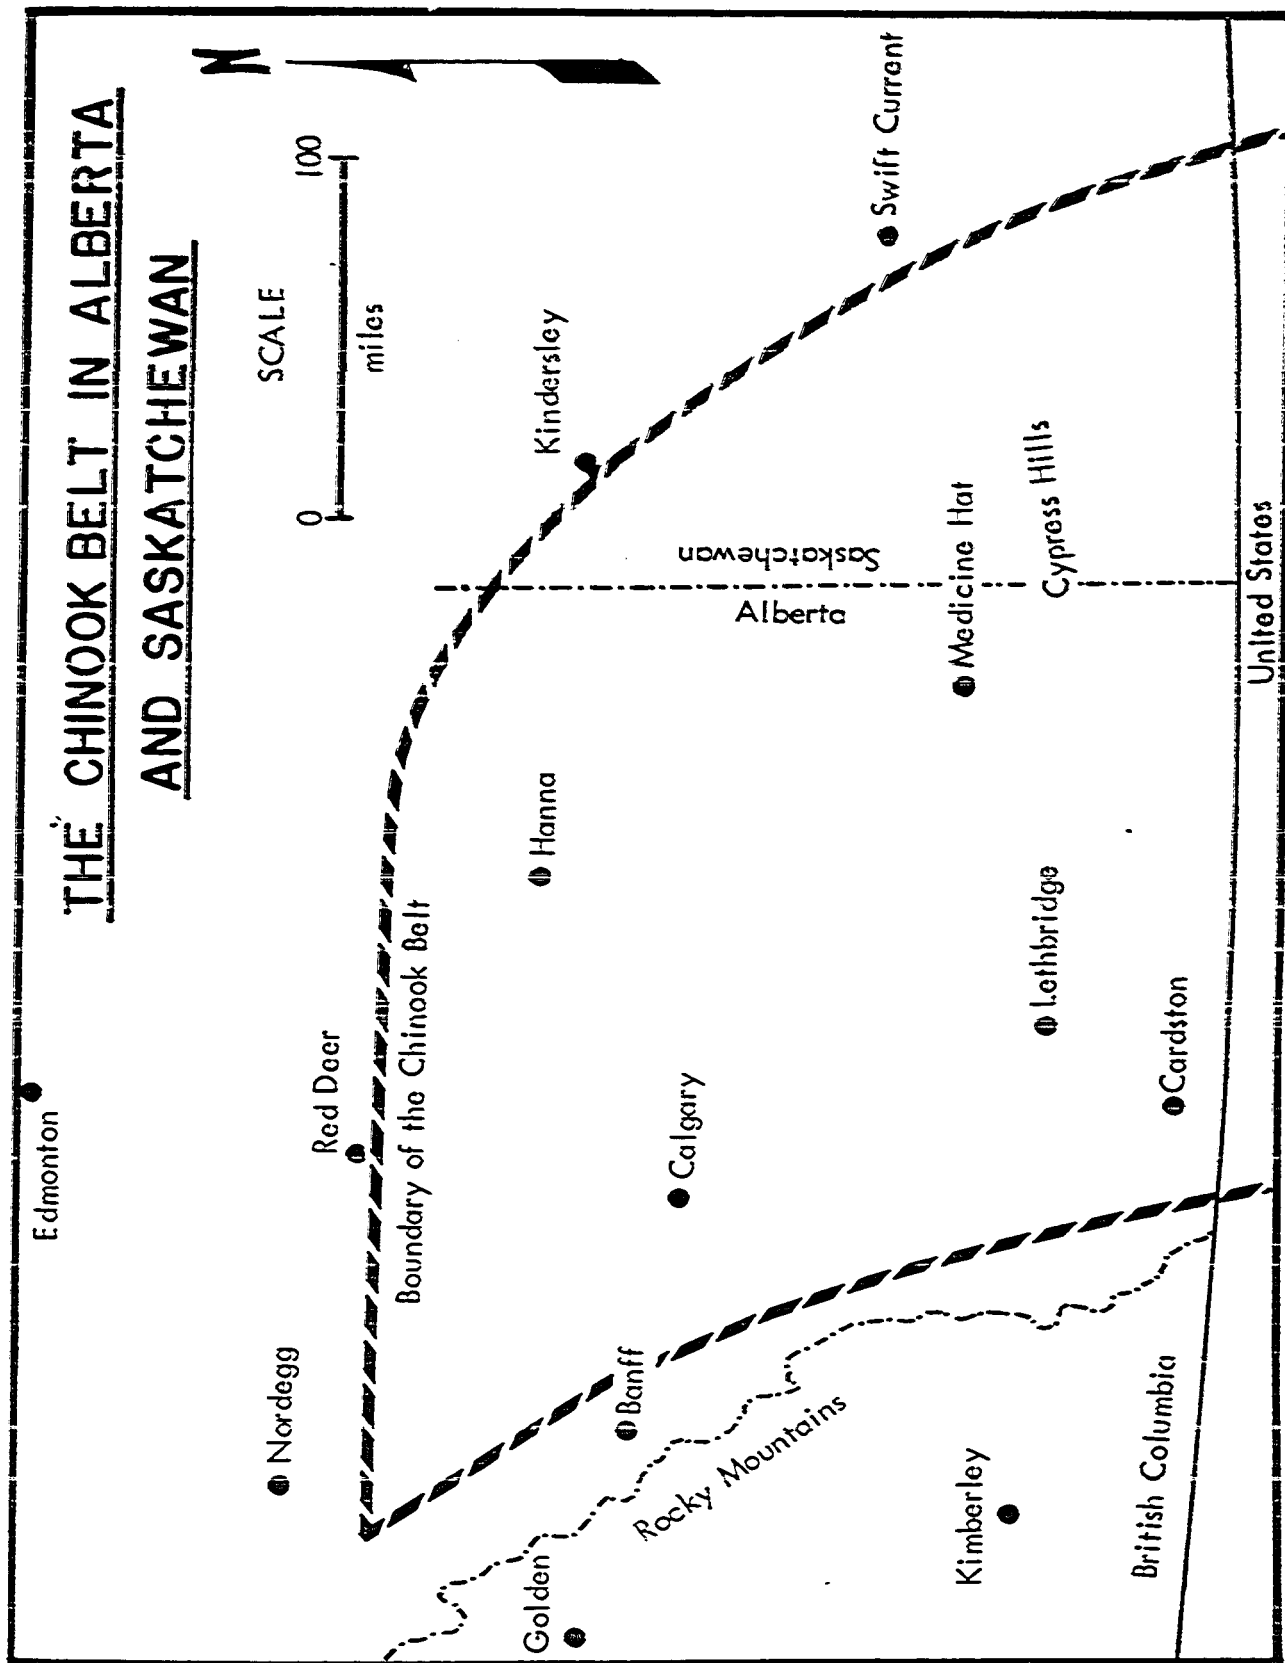 THE CHINOOK BELT IN ALBERTA
AND SASKATCHEWAN
N
SCALE
0 100
miles
Edmonton
Nordegg
Red Deer
Boundary of the Chinook Belt
Kindersley
Hanna
Golden
Banff
Rocky Mountains
Calgary
Alberta
Saskatchewan
Swift Current
Medicine Hat
Cypress Hills
Kimberley
Lethbridge
Cardston
British Columbia
United States